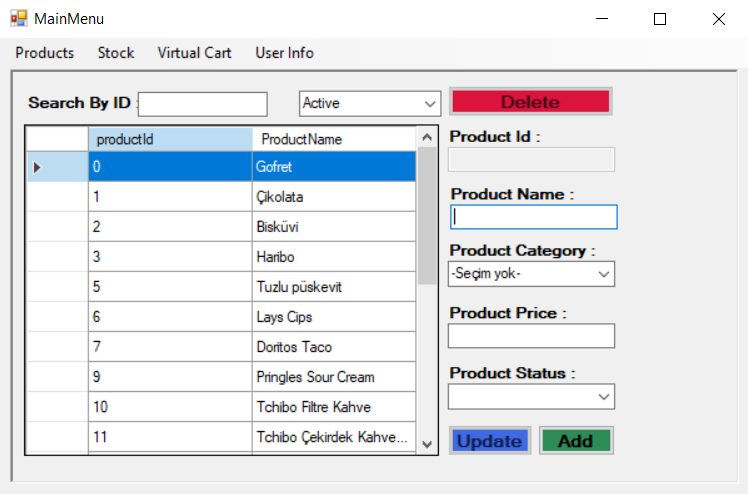 MainMenu
Products Stock Virtual Cart User Info
Search By ID : Active Delete
productId ProductName
0 Gofret
1 Çikolata
2 Bisküvi
3 Haribo
5 Tuzlu püskevit
6 Lays Cips
7 Doritos Taco
9 Pringles Sour Cream
10 Tchibo Filtre Kahve
11 Tchibo Çekirdek Kahve...
Product Id :
Product Name :
Product Category :
-Seçim yok-
Product Price :
Product Status :
Update Add